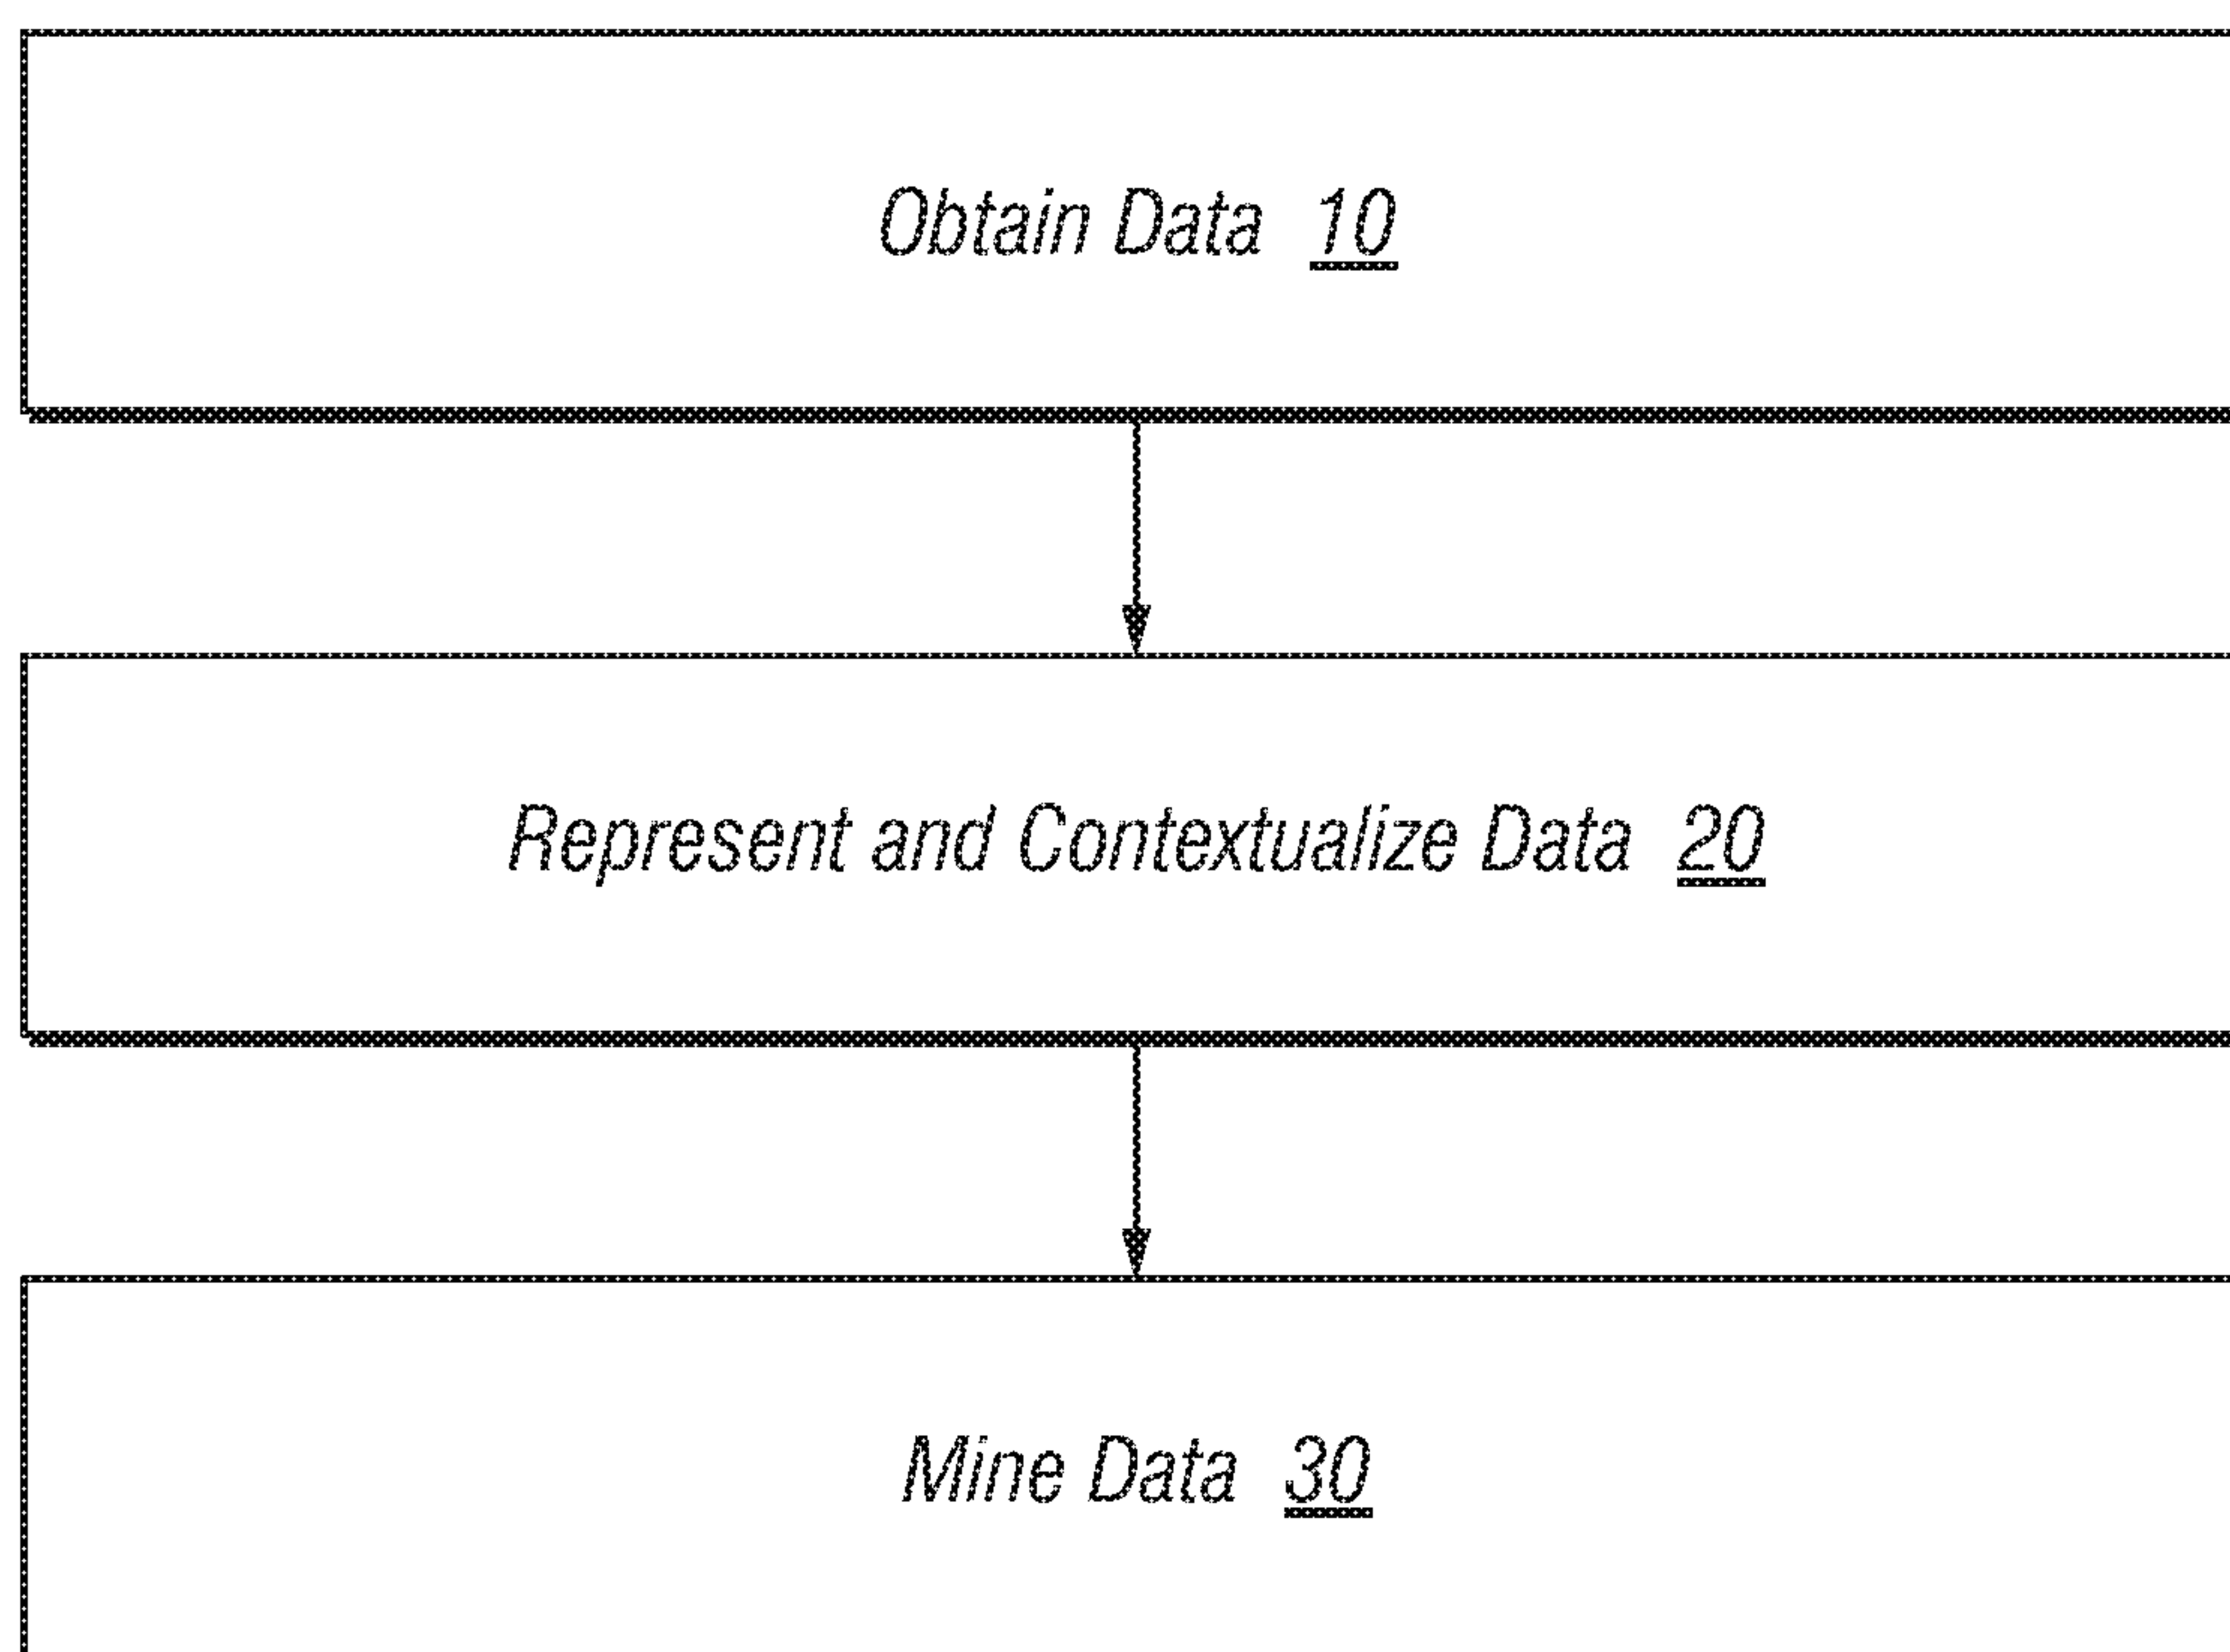 Obtain Data 10
Represent and Contextualize Data 20
Mine Data 30